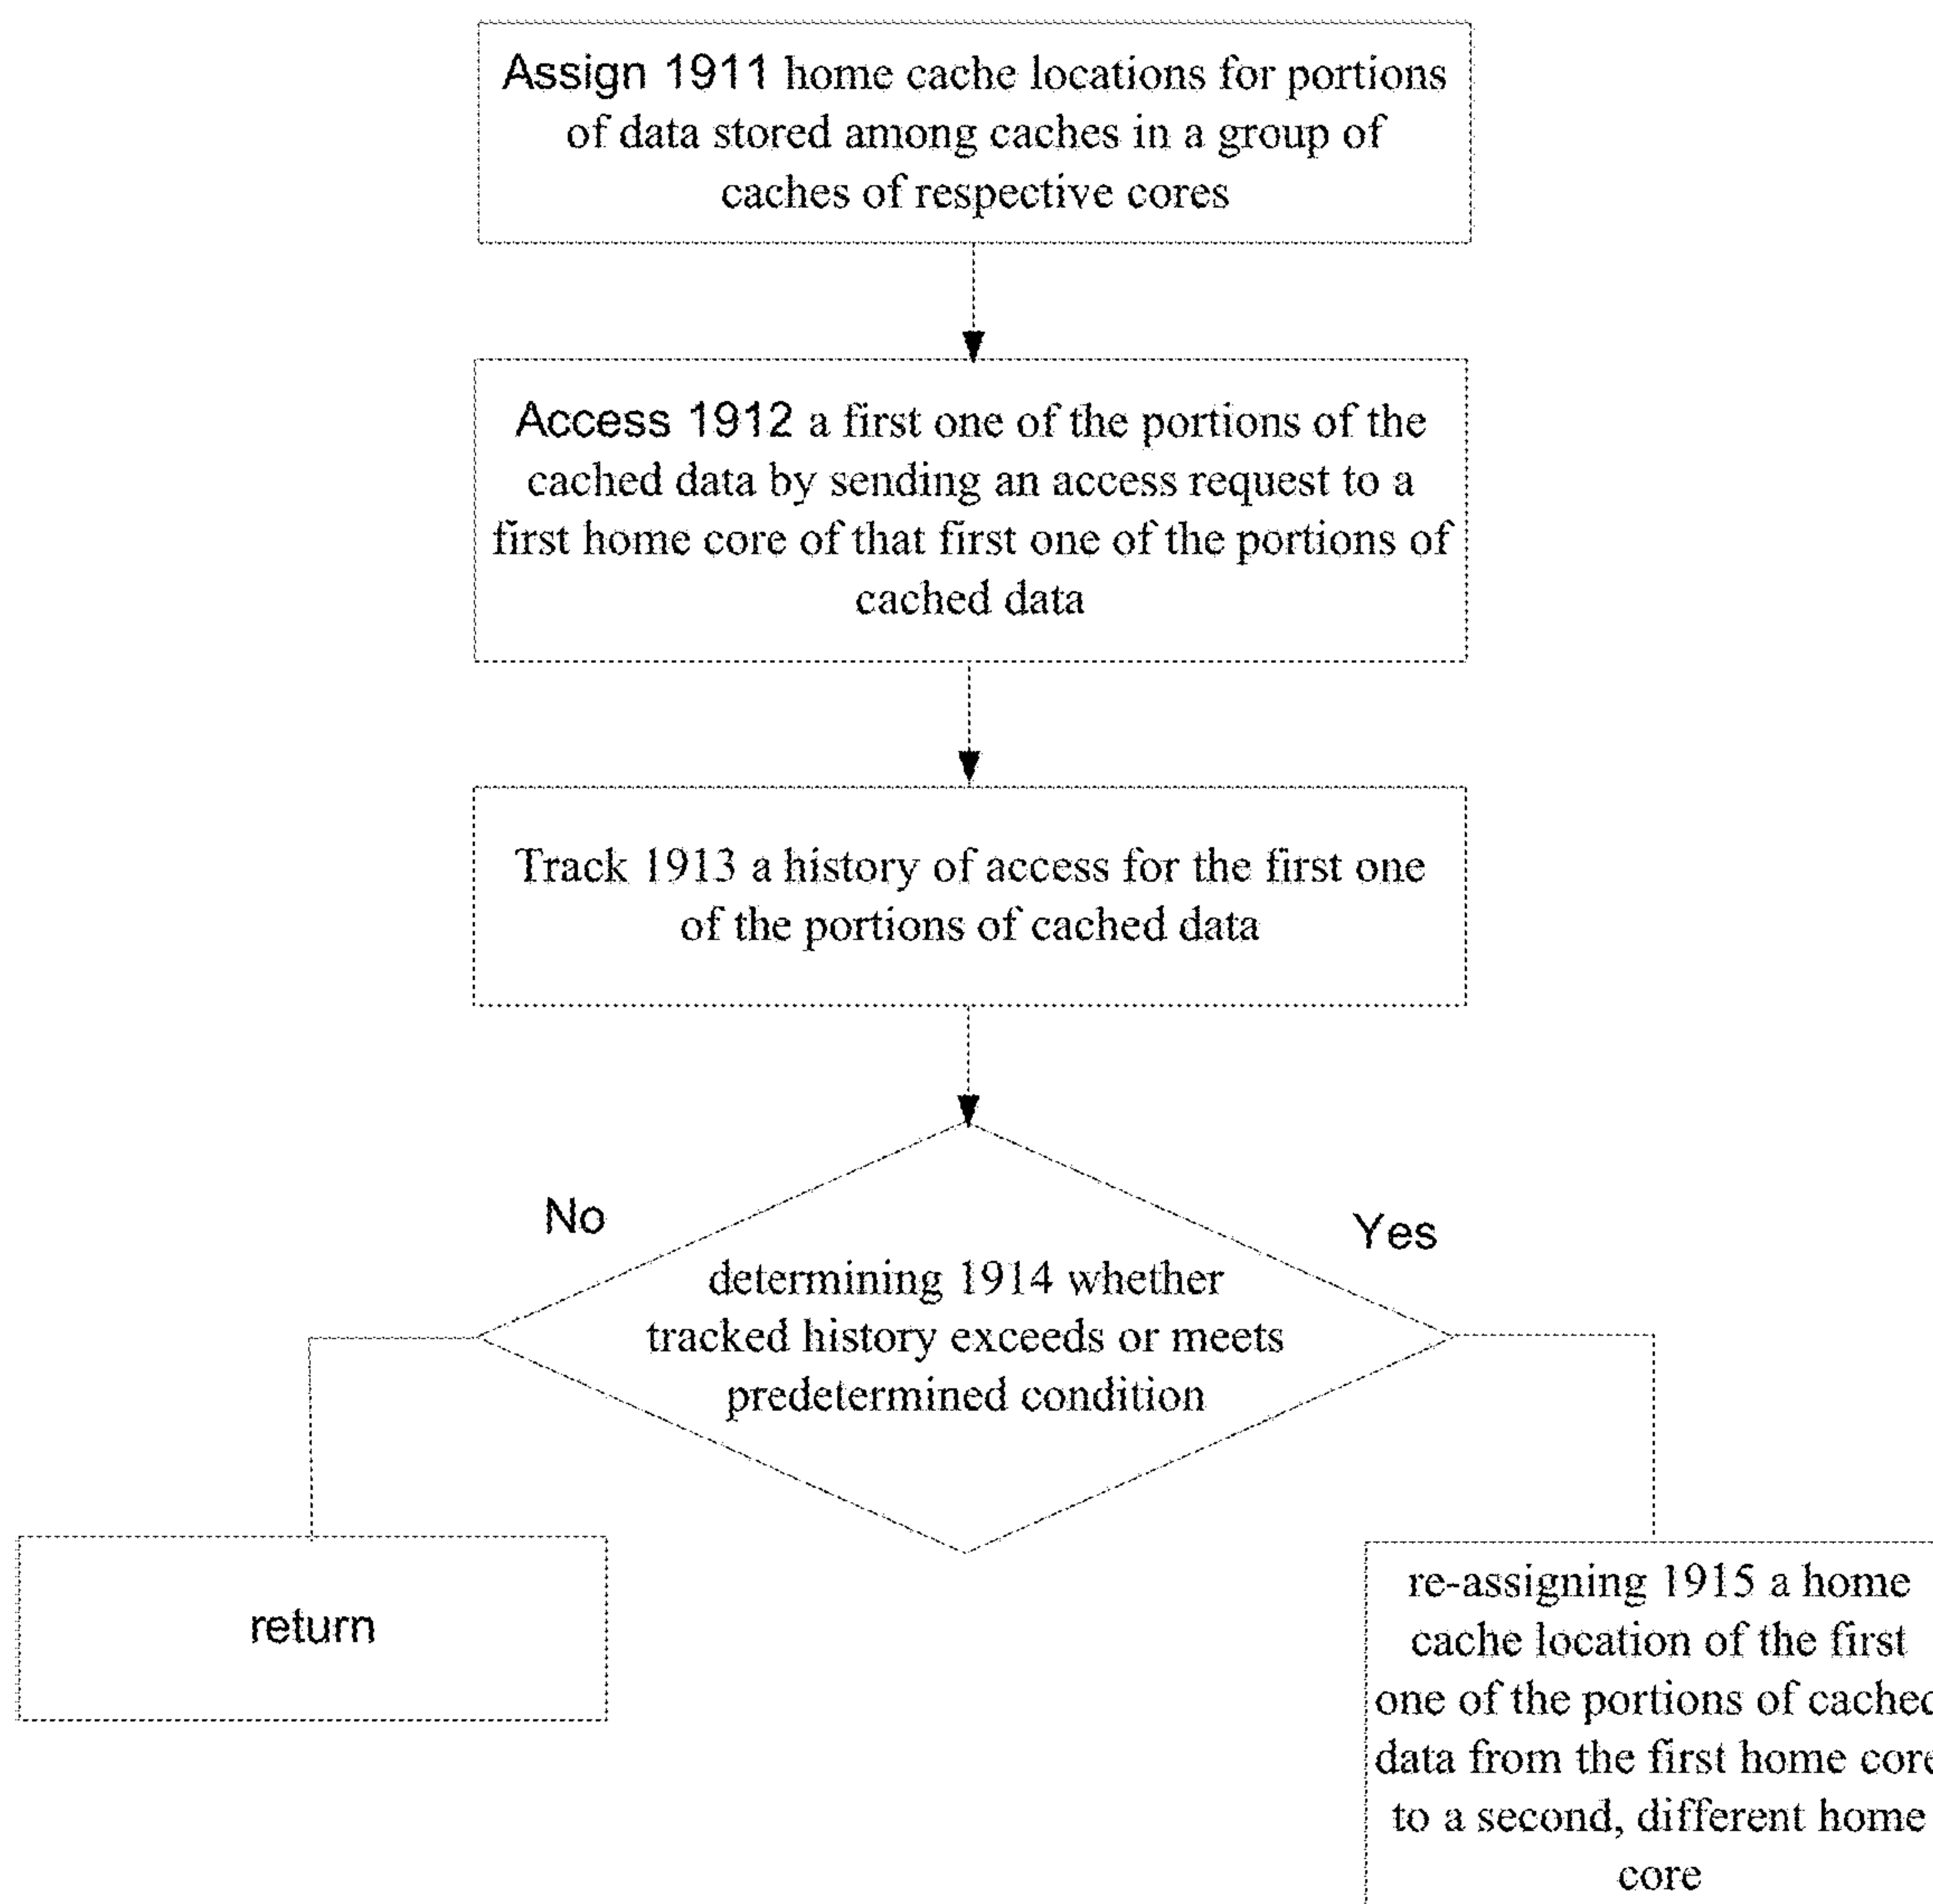 Assign 1911 home cache locations for portions
of data stored among caches in a group of
caches of respective cores
Access 1912 a first one of the portions of the
cached data by sending an access request to a
first home core of that first one of the portions of
cached data
Track 1913 a history of access for the first one
of the portions of cached data
No
Yes
determining 1914 whether
tracked history exceeds or meets
predetermined condition
return
re-assigning 1915 a home
cache location of the first
one of the portions of cached
data from the first home core
to a second, different home
core